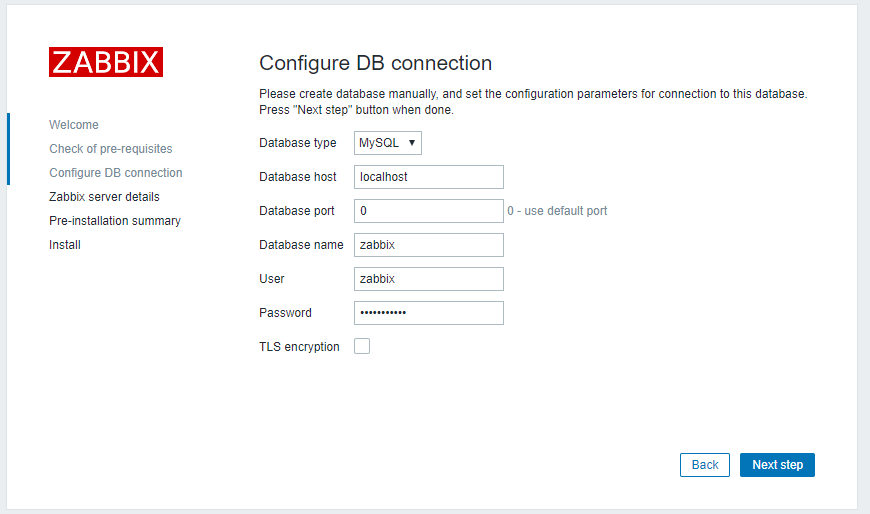 ZABBIX
Welcome
Check of pre-requisites
Configure DB connection
Zabbix server details
Pre-installation summary
Install
Configure DB connection
Please create database manually, and set the configuration parameters for connection to this database.
Press "Next step" button when done.
Database type MySQL
Database host localhost
Database port 0 0 - use default port
Database name zabbix
User zabbix
Password •••••••••••
TLS encryption
Back Next step